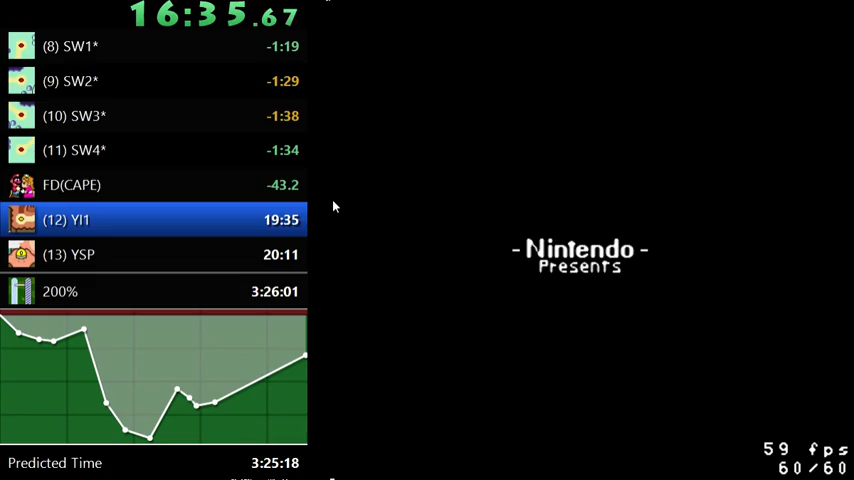 16:35.67
(8) SW1* -1:19
(9) SW2* -1:29
(10) SW3* -1:38
(11) SW4* -1:34
FD(CAPE) -43.2
(12) YI1 19:35
(13) YSP 20:11
200% 3:26:01
Predicted Time 3:25:18
-Nintendo-
Presents
59 fps
60/60